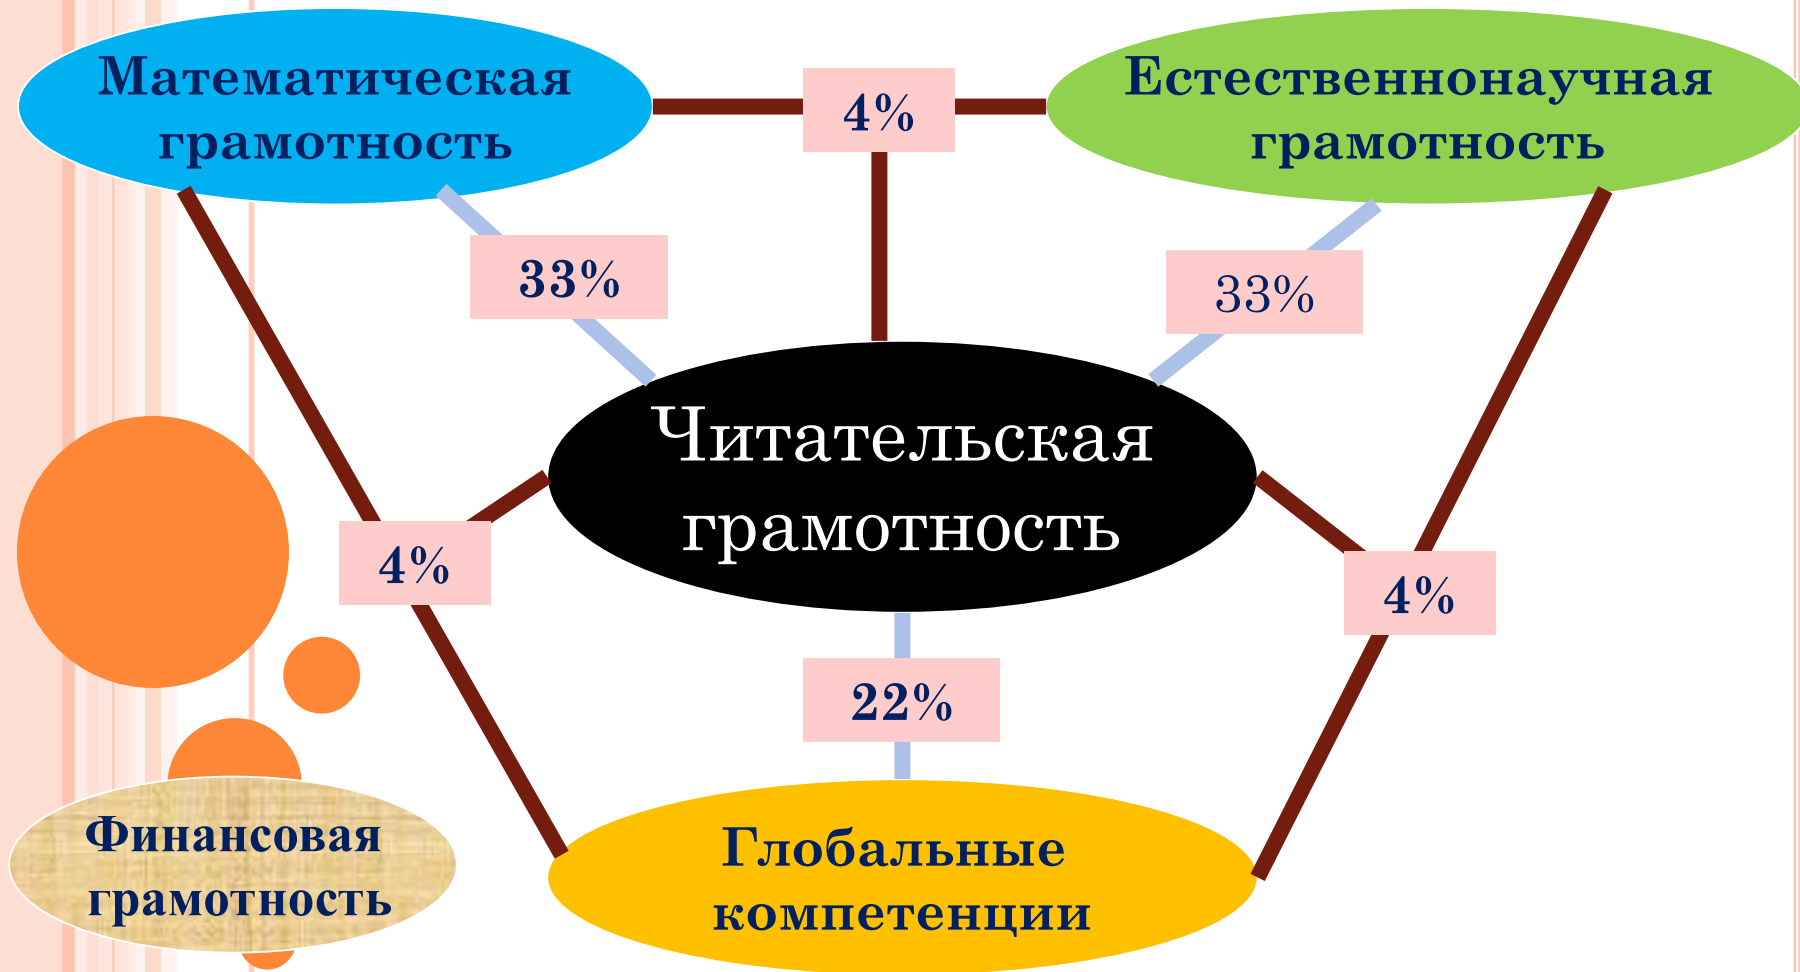 Математическая
грамотность
4%
Естественнонаучная
грамотность
33%
33%
Читательская
грамотность
4%
4%
22%
Финансовая
грамотность
Глобальные
компетенции